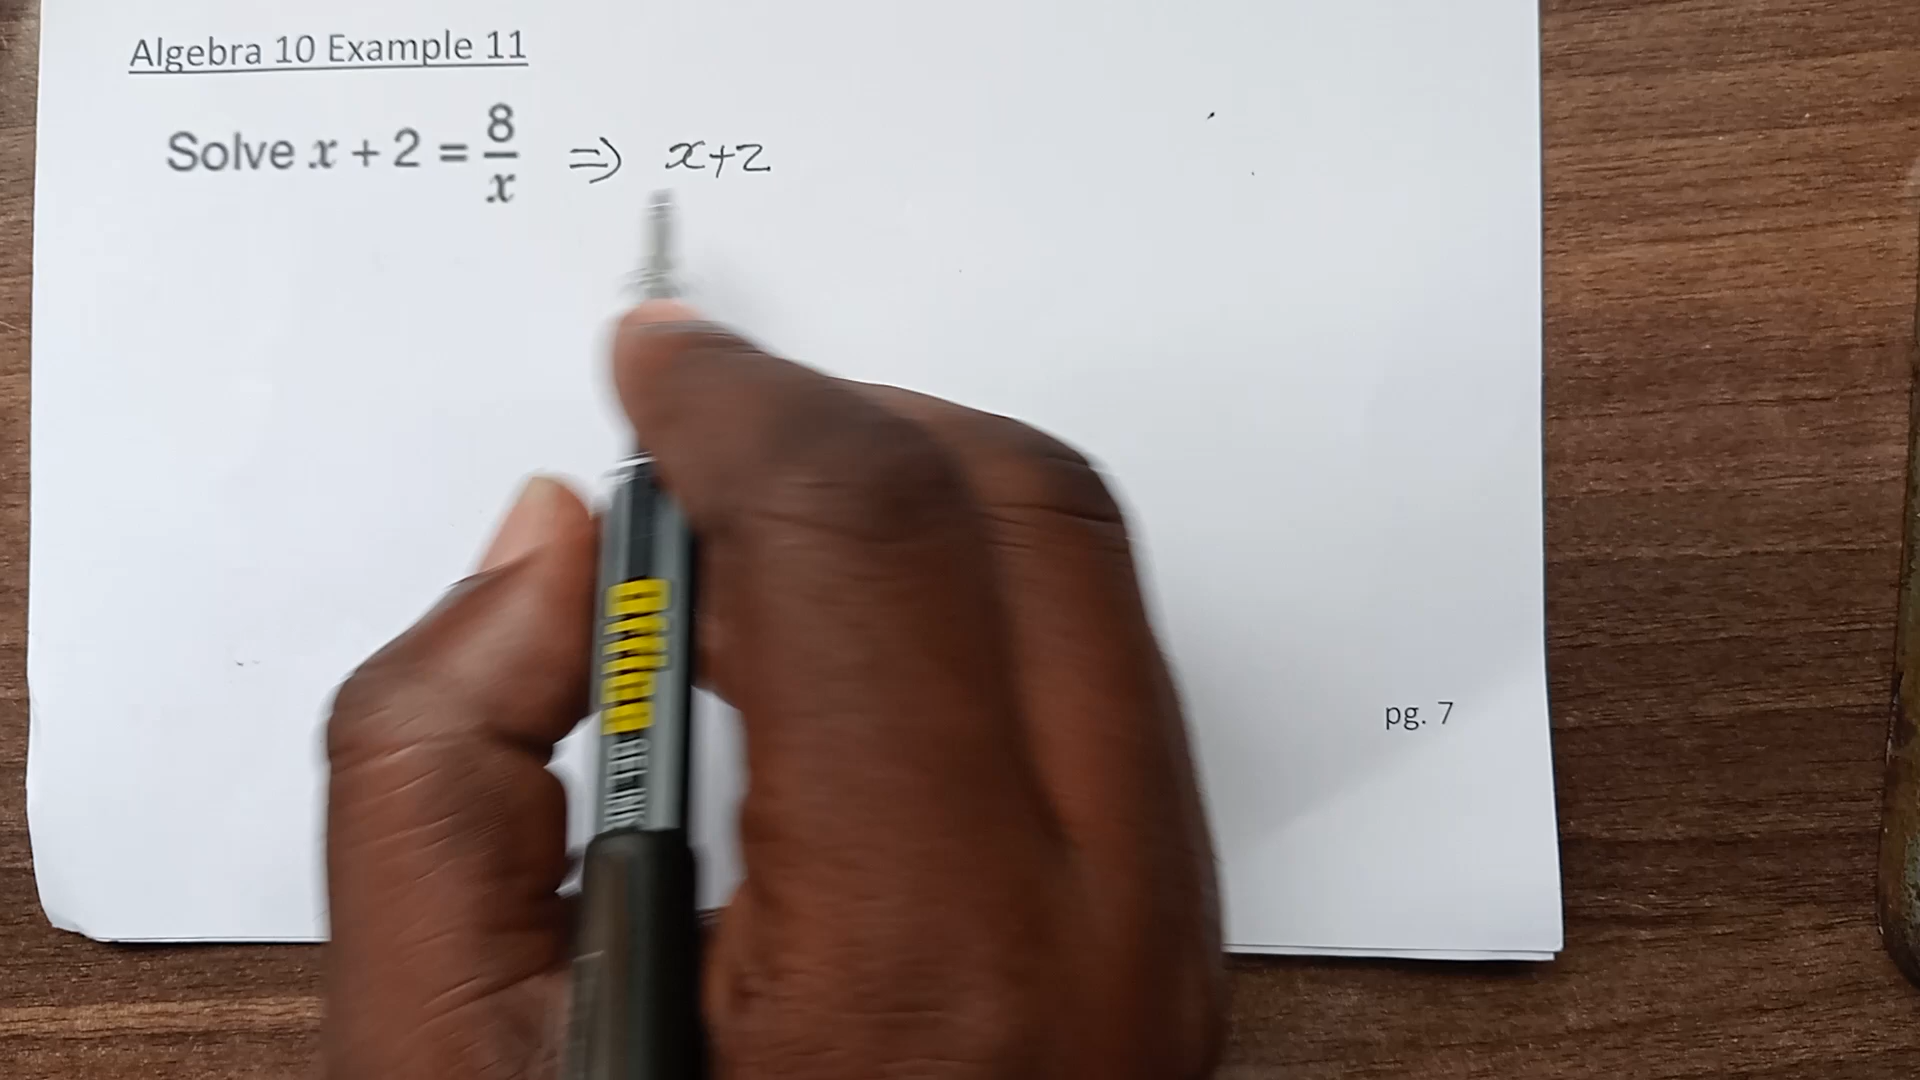 Algebra 10 Example 11
Solve x + 2 = 8/x ⇒ x+2
pg. 7